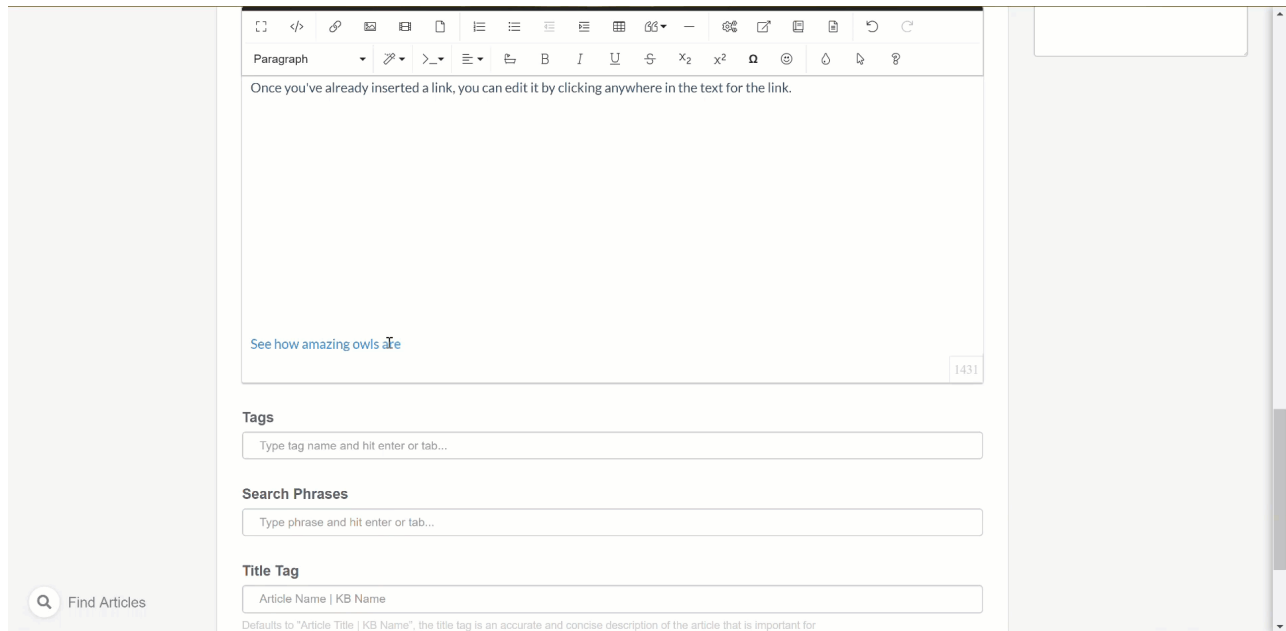 Paragraph
B I U S X2 X2 Ω
Once you've already inserted a link, you can edit it by clicking anywhere in the text for the link.
See how amazing owls are
1431
Tags
Type tag name and hit enter or tab...
Search Phrases
Type phrase and hit enter or tab...
Title Tag
Article Name | KB Name
Find Articles
Defaults to "Article Title | KB Name", the title tag is an accurate and concise description of the article that is important for